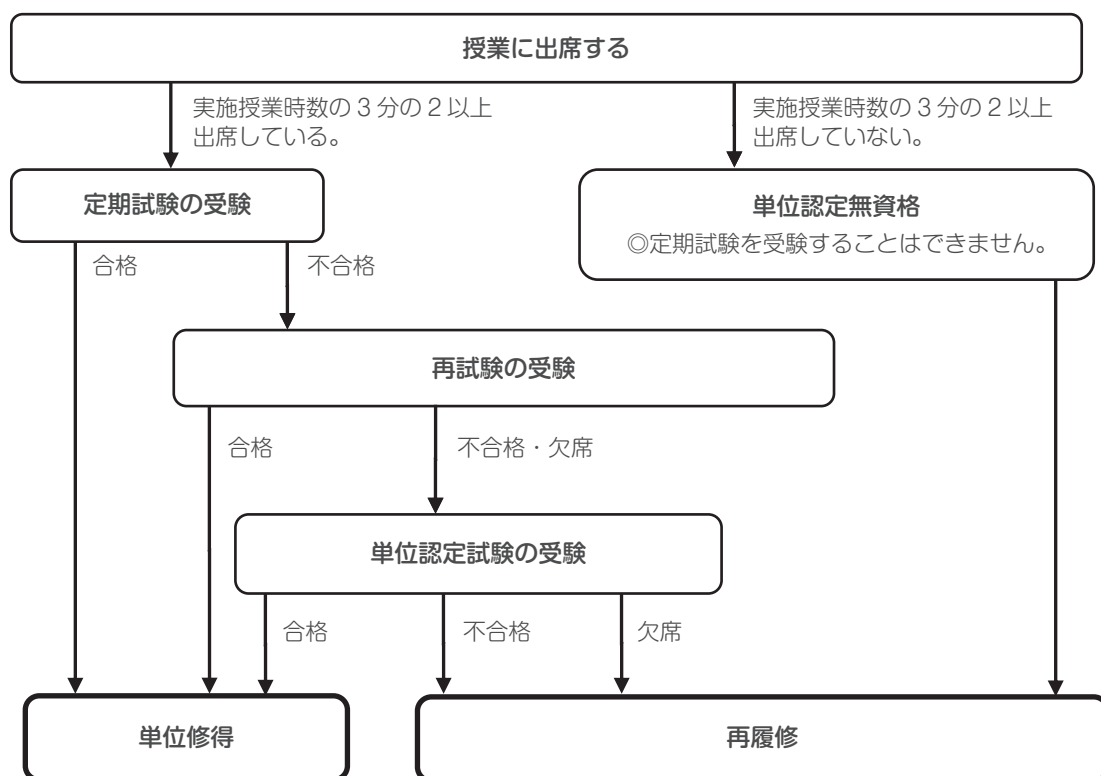 授業に出席する
実施授業時数の３分の２以上
出席している。
実施授業時数の３分の２以上
出席していない。
定期試験の受験
単位認定無資格
◎定期試験を受験することはできません。
合格
不合格
再試験の受験
合格
不合格・欠席
単位認定試験の受験
合格
不合格
欠席
単位修得
再履修